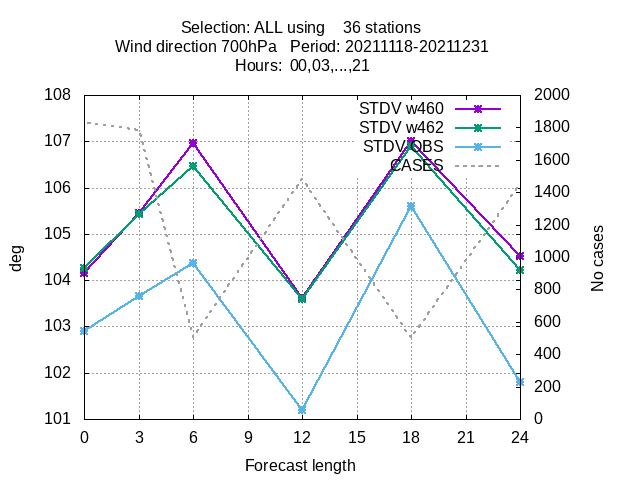 Selection: ALL using 36 stations
Wind direction 700hPa Period: 20211118-20211231
Hours: 00,03,...,21
108 2000
STDV w460
1800
STDV w462
107
STDV OBS
1600
CASES
106
1400
1200
105
deg
No cases
1000
104
800
103
600
400
102
200
101 0
0 3 6 9 12 15 18 21 24
Forecast length